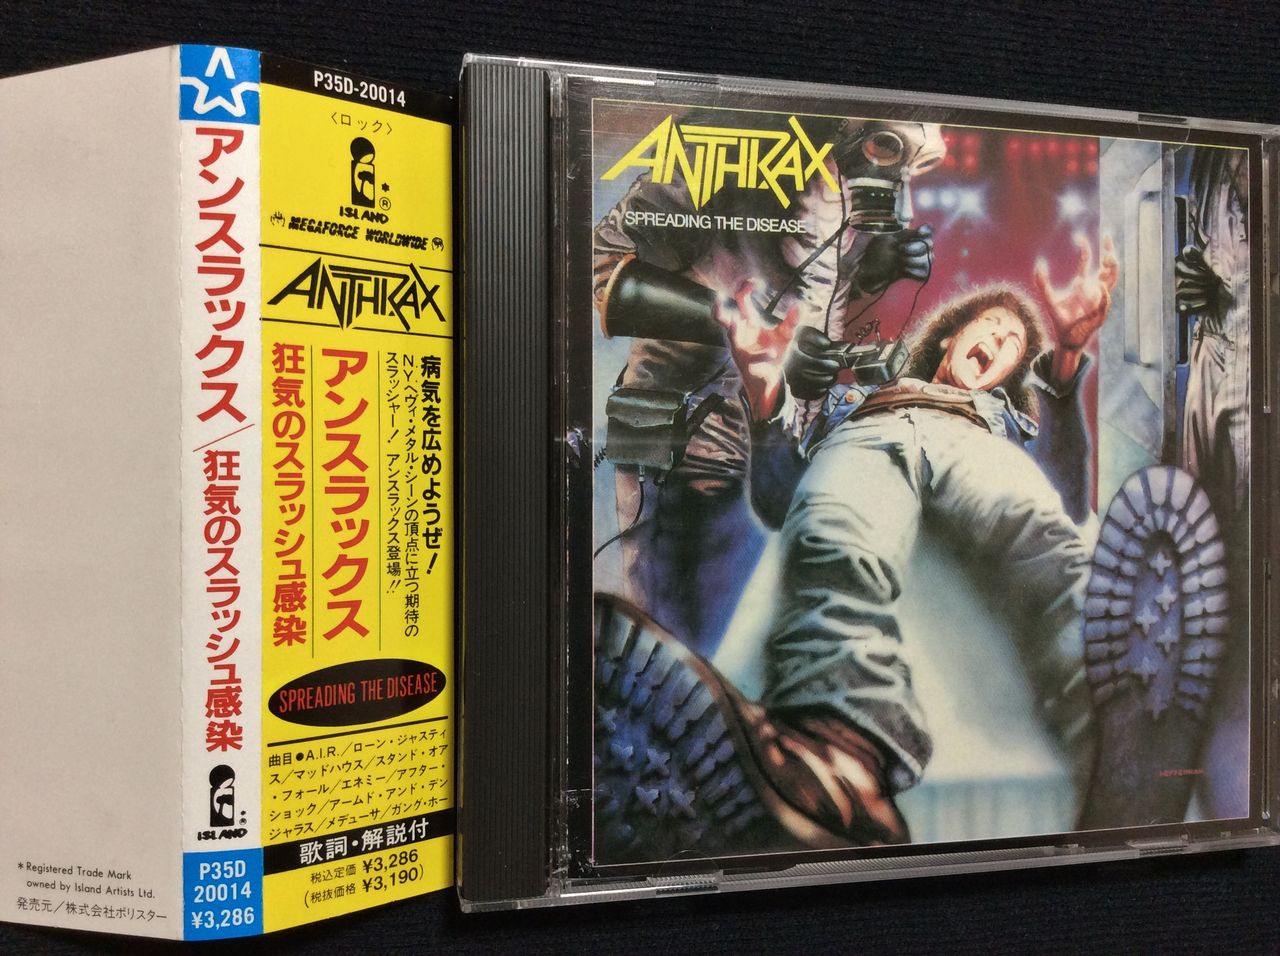 *Registered Trade Mark
owned by Island Artists Ltd.
発売元/株式会社ポリスター
アンスラックス/狂気のスラッシュ感染
*
®
ISLAND
P35D
20014
¥3,286
P35D-20014
〈ロック〉
*
®
ISLAND
MEGAFORCE WORLDWIDE
ANTHRAX
病気を広めようぜ!
N.Y.ヘヴィ・メタル・シーンの頂点に立つ期待の
スラッシャー! アンスラックス登場!!
アンスラックス
狂気のスラッシュ感染
SPREADING THE DISEASE
曲目●A.I.R./ローン・ジャスティ
ス/マッドハウス/スタンド・オア
・フォール/エネミー/アフター・
ショック/アームド・アンド・デン
ジャラス/メデューサ/ガング・ホー
歌詞・解説付
税込定価 ¥3,286
(税抜価格 ¥3,190)
ANTHRAX
SPREADING THE DISEASE